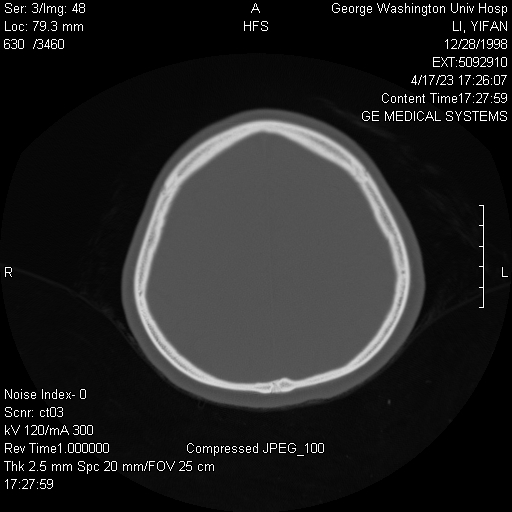 Ser: 3/Img: 48
Loc: 79.3 mm
630 /3460
A
HFS
George Washington Univ Hosp
LI, YIFAN
12/28/1998
EXT:5092910
4/17/23 17:26:07
Content Time17:27:59
GE MEDICAL SYSTEMS
R
L
Noise Index- 0
Scnr: ct03
kV 120/mA 300
Rev Time1.000000
Compressed JPEG_100
Thk 2.5 mm Spc 20 mm/FOV 25 cm
17:27:59